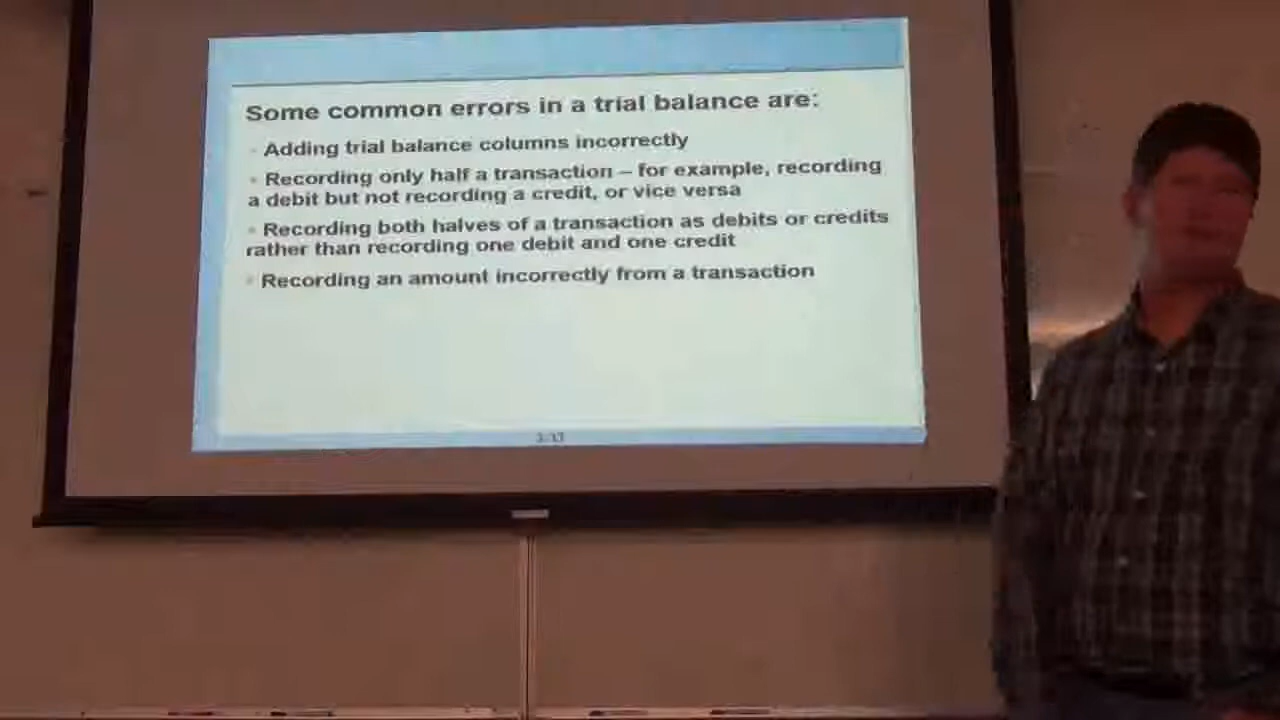 Some common errors in a trial balance are:
Adding trial balance columns incorrectly
Recording only half a transaction – for example, recording
a debit but not recording a credit, or vice versa
Recording both halves of a transaction as debits or credits
rather than recording one debit and one credit
Recording an amount incorrectly from a transaction